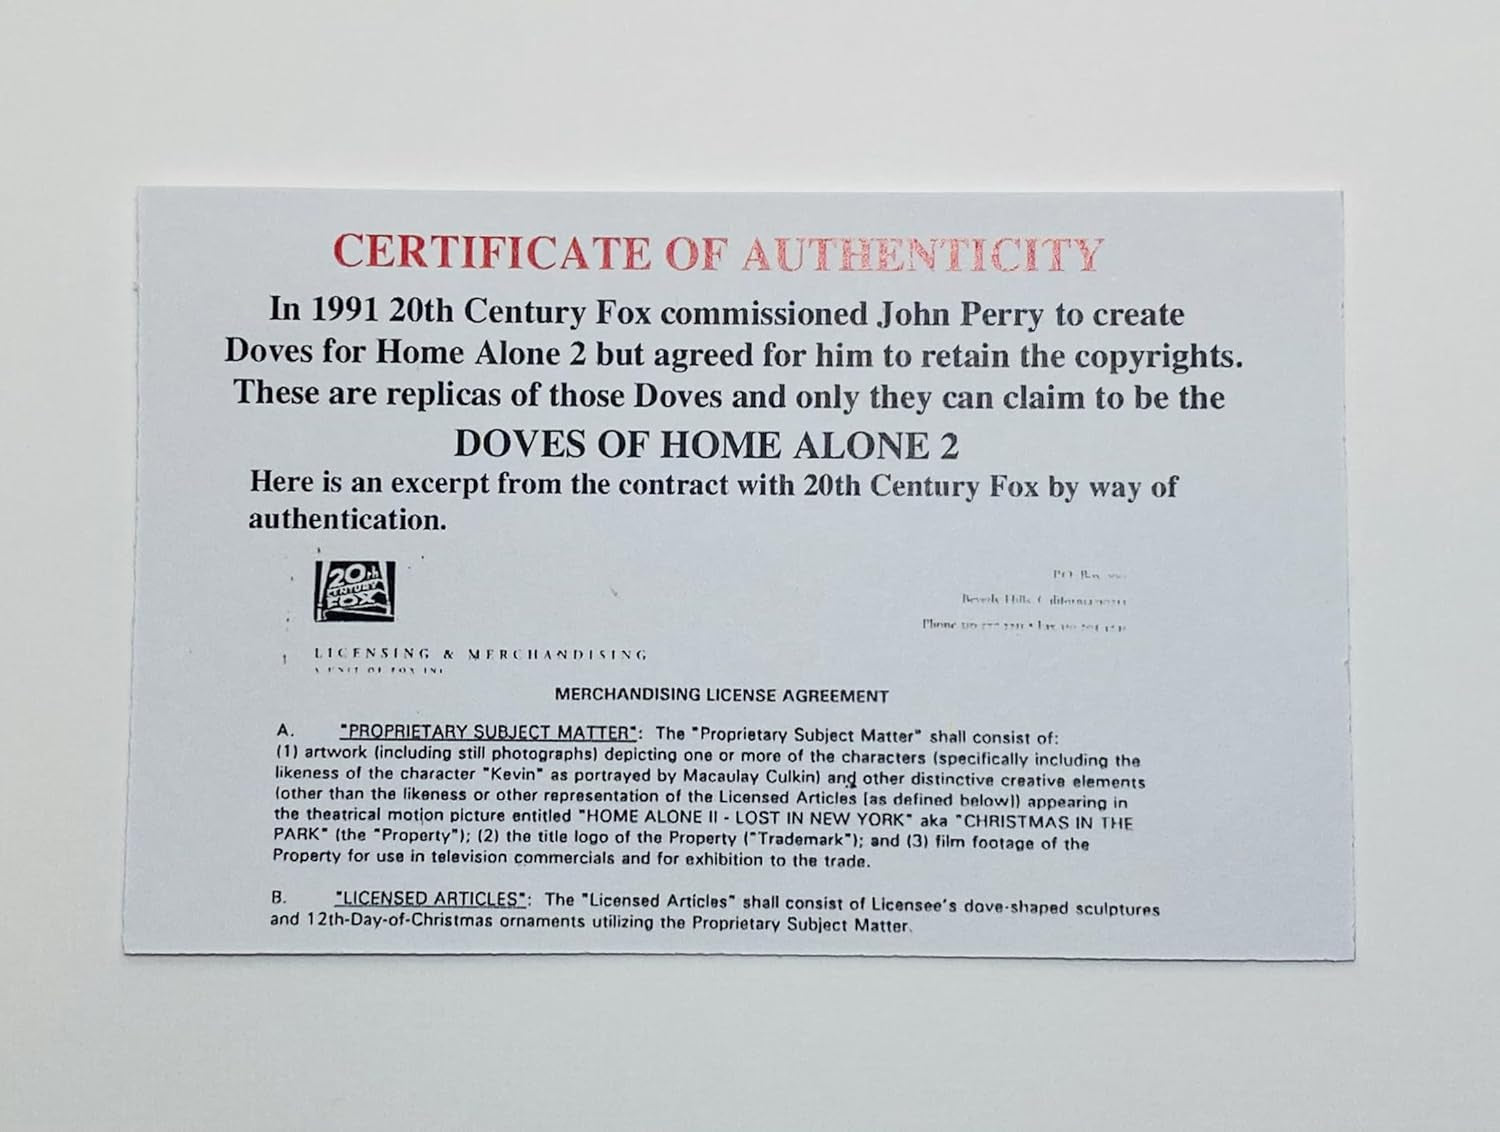 CERTIFICATE OF AUTHENTICITY
In 1991 20th Century Fox commissioned John Perry to create
Doves for Home Alone 2 but agreed for him to retain the copyrights.
These are replicas of those Doves and only they can claim to be the
DOVES OF HOME ALONE 2
Here is an excerpt from the contract with 20th Century Fox by way of
authentication.
20th
CENTURY
FOX
Beverly Hills, California
Phone
LICENSING & MERCHANDISING
A UNIT OF FOX INC
MERCHANDISING LICENSE AGREEMENT
A. "PROPRIETARY SUBJECT MATTER": The "Proprietary Subject Matter" shall consist of:
(1) artwork (including still photographs) depicting one or more of the characters (specifically including the
likeness of the character "Kevin" as portrayed by Macaulay Culkin) and other distinctive creative elements
(other than the likeness or other representation of the Licensed Articles [as defined below]) appearing in
the theatrical motion picture entitled "HOME ALONE II - LOST IN NEW YORK" aka "CHRISTMAS IN THE
PARK" (the "Property"); (2) the title logo of the Property ("Trademark"); and (3) film footage of the
Property for use in television commercials and for exhibition to the trade.
B. "LICENSED ARTICLES": The "Licensed Articles" shall consist of Licensee's dove-shaped sculptures
and 12th-Day-of-Christmas ornaments utilizing the Proprietary Subject Matter.